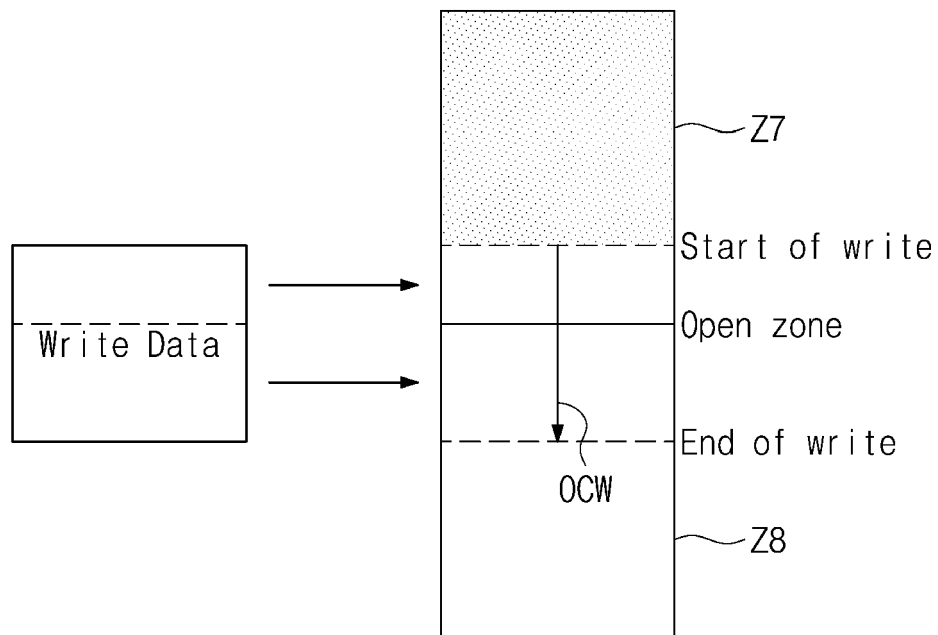 Z7
Start of write
Open zone
Write Data
End of write
OCW
Z8